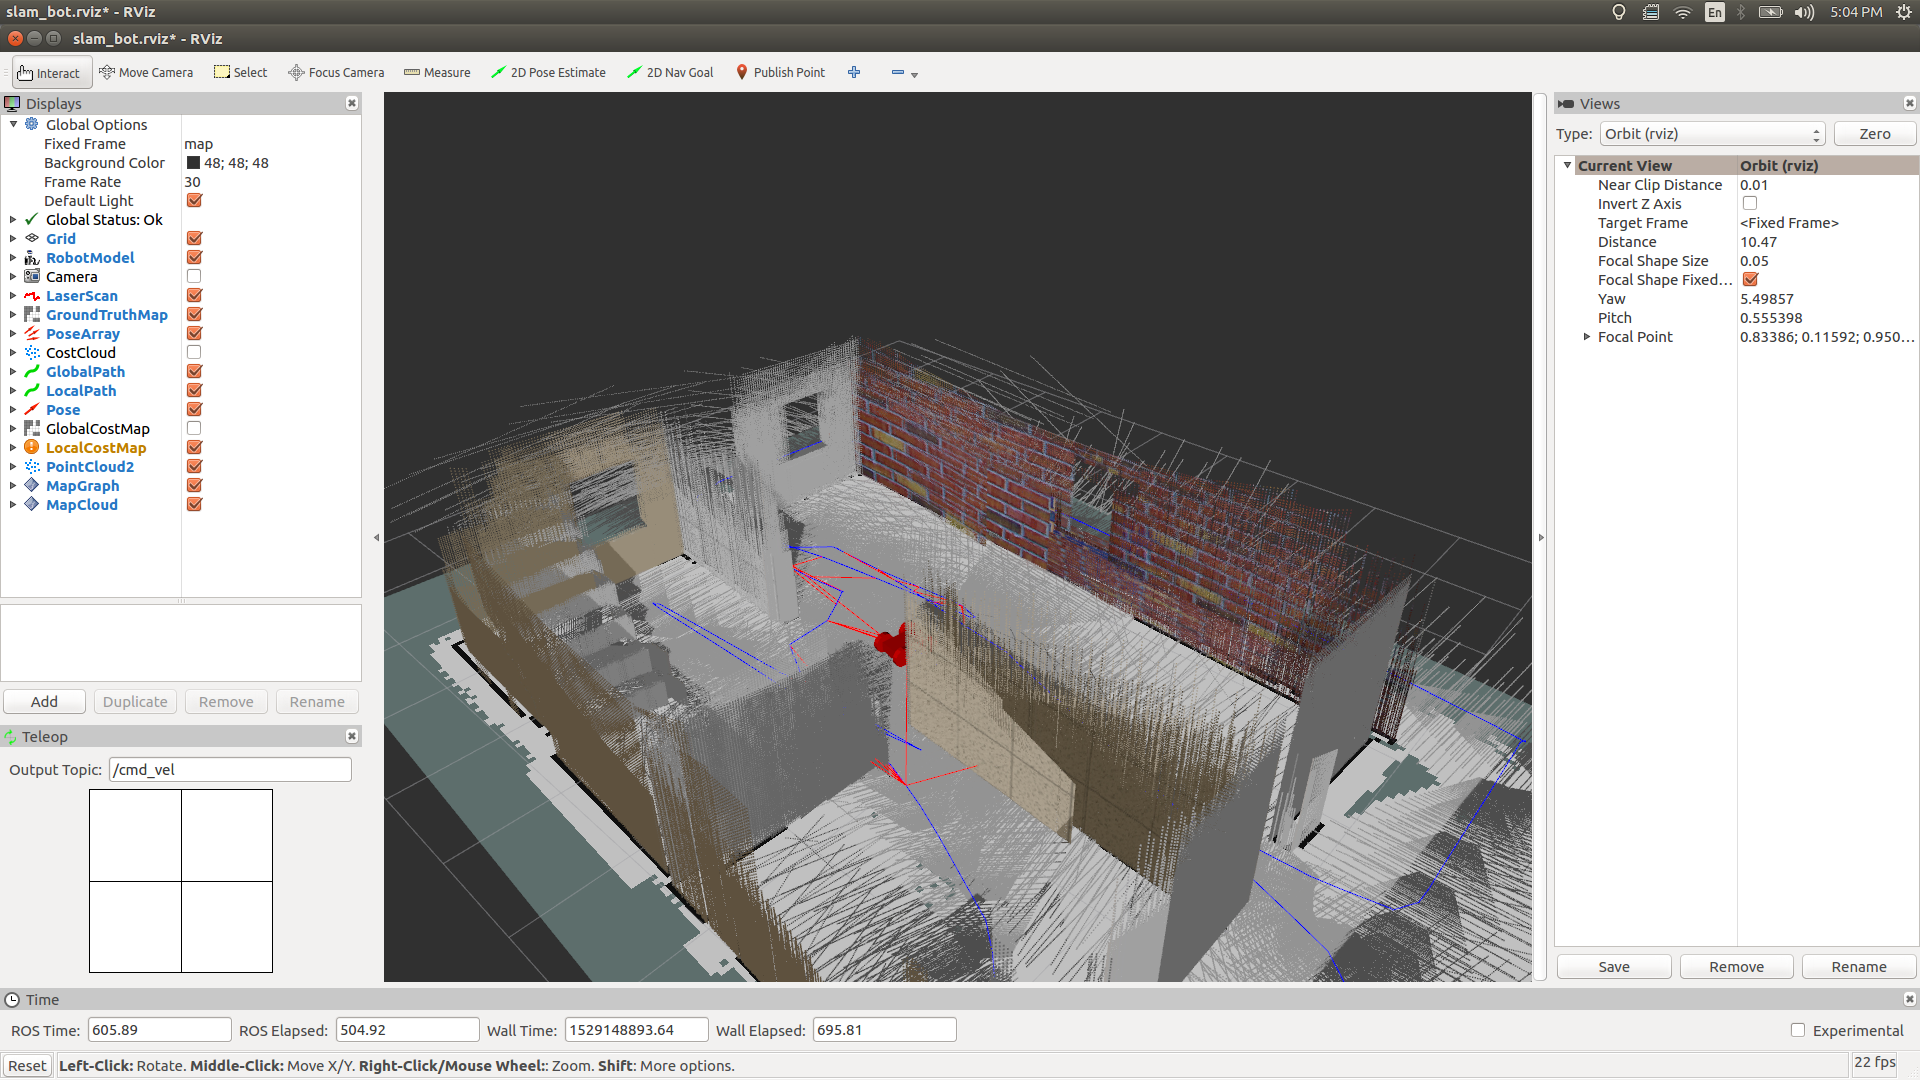 slam_bot.rviz* - RViz
En
5:04 PM
slam_bot.rviz* - RViz
Interact
Move Camera
Select
Focus Camera
Measure
2D Pose Estimate
2D Nav Goal
Publish Point
Displays
Global Options
Fixed Frame map
Background Color 48; 48; 48
Frame Rate 30
Default Light
Global Status: Ok
Grid
RobotModel
Camera
LaserScan
GroundTruthMap
PoseArray
CostCloud
GlobalPath
LocalPath
Pose
GlobalCostMap
LocalCostMap
PointCloud2
MapGraph
MapCloud
Add Duplicate Remove Rename
Teleop
Output Topic: /cmd_vel
Views
Type: Orbit (rviz) Zero
Current View Orbit (rviz)
Near Clip Distance 0.01
Invert Z Axis
Target Frame <Fixed Frame>
Distance 10.47
Focal Shape Size 0.05
Focal Shape Fixed...
Yaw 5.49857
Pitch 0.555398
Focal Point 0.83386; 0.11592; 0.950...
Save Remove Rename
Time
ROS Time: 605.89 ROS Elapsed: 504.92 Wall Time: 1529148893.64 Wall Elapsed: 695.81 Experimental
Reset Left-Click: Rotate. Middle-Click: Move X/Y. Right-Click/Mouse Wheel:: Zoom. Shift: More options. 22 fps